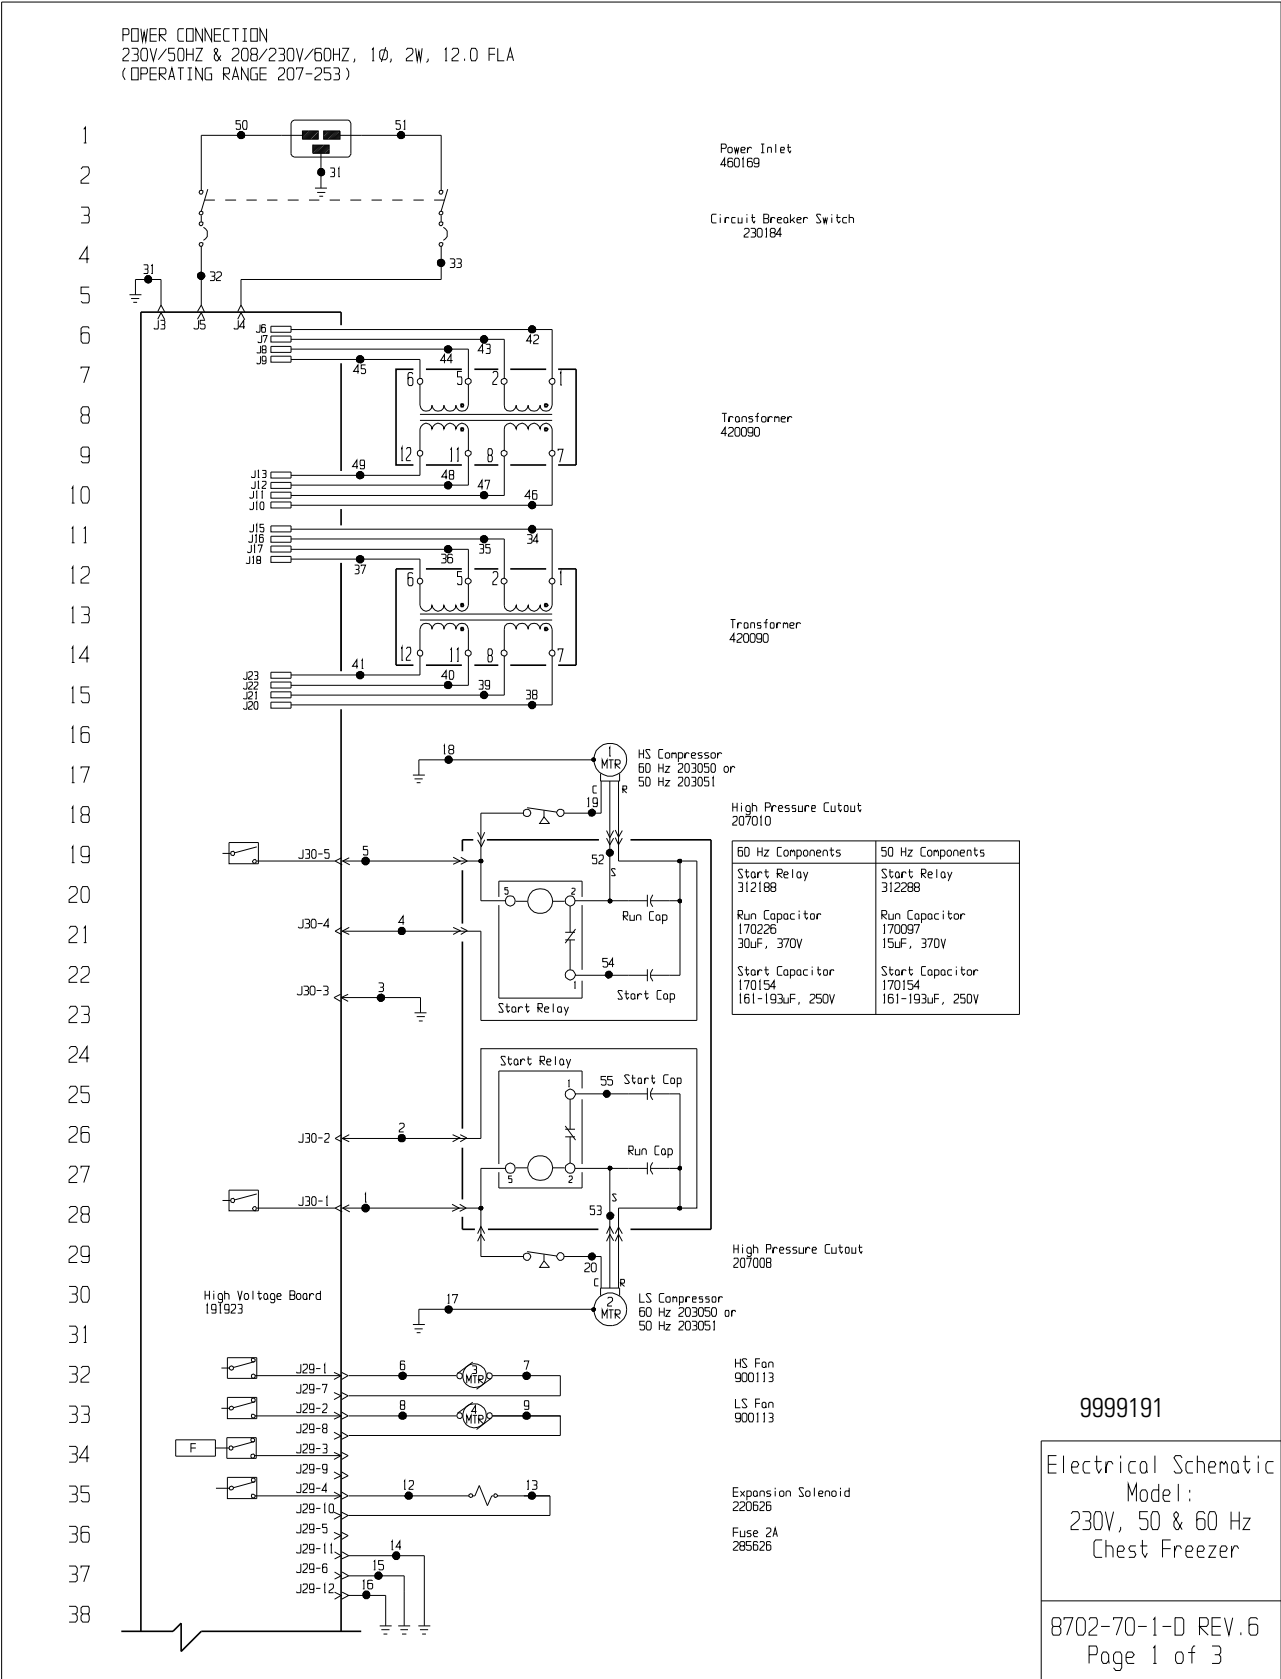 POWER CONNECTION
230V/50HZ & 208/230V/60HZ, 1Ø, 2W, 12.0 FLA
(OPERATING RANGE 207-253)
1
50
51
Power Inlet
460169
2
31
3
Circuit Breaker Switch
230184
4
31
32
33
5
J3
J5
J4
6
J6
J7
J8
J9
42
43
44
45
7
6
5
2
1
8
Transformer
420090
9
12
11
8
7
J13
J12
J11
J10
49
48
47
46
10
11
J15
J16
J17
J18
34
35
36
37
12
6
5
2
1
13
Transformer
420090
14
12
11
8
7
J23
J22
J21
J20
41
40
39
38
15
16
18
1
MTR
HS Compressor
60 Hz 203050 or
50 Hz 203051
17
C
R
19
18
High Pressure Cutout
207010
19
J30-5
5
52
S
60 Hz Components
50 Hz Components
Start Relay
312188
Start Relay
312288
20
5
2
Run Cap
Run Capacitor
170226
30uF, 370V
Run Capacitor
170097
15uF, 370V
21
J30-4
4
22
54
1
Start Cap
Start Capacitor
170154
161-193uF, 250V
Start Capacitor
170154
161-193uF, 250V
J30-3
3
23
Start Relay
24
Start Relay
25
1
55
Start Cap
26
J30-2
2
Run Cap
27
5
2
28
J30-1
1
53
S
29
High Pressure Cutout
207008
20
C
R
30
High Voltage Board
191923
17
2
MTR
LS Compressor
60 Hz 203050 or
50 Hz 203051
31
32
J29-1
6
3
MTR
7
HS Fan
900113
J29-7
33
J29-2
8
4
MTR
9
LS Fan
900113
J29-8
34
F
J29-3
J29-9
35
J29-4
12
13
Expansion Solenoid
220626
J29-10
36
J29-5
Fuse 2A
285626
J29-11
14
37
J29-6
15
J29-12
16
38
9999191
Electrical Schematic
Model:
230V, 50 & 60 Hz
Chest Freezer
8702-70-1-D REV.6
Page 1 of 3